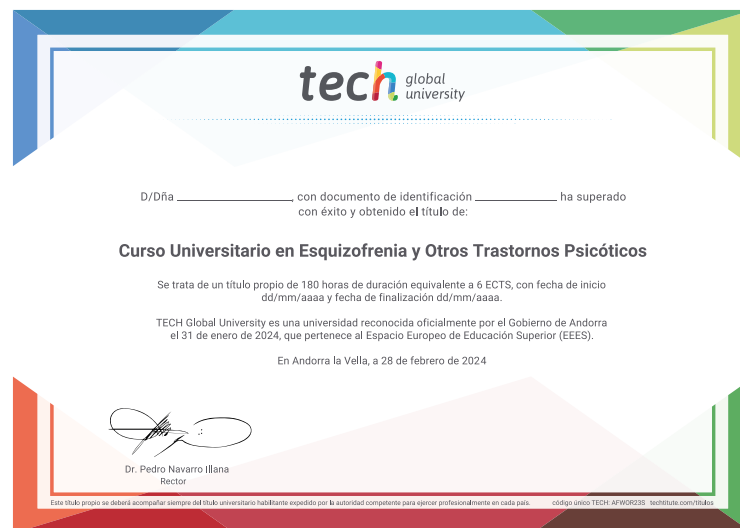 tech global university
D/Dña ______________, con documento de identificación __________ ha superado
con éxito y obtenido el título de:
Curso Universitario en Esquizofrenia y Otros Trastornos Psicóticos
Se trata de un título propio de 180 horas de duración equivalente a 6 ECTS, con fecha de inicio
dd/mm/aaaa y fecha de finalización dd/mm/aaaa.
TECH Global University es una universidad reconocida oficialmente por el Gobierno de Andorra
el 31 de enero de 2024, que pertenece al Espacio Europeo de Educación Superior (EEES).
En Andorra la Vella, a 28 de febrero de 2024
Dr. Pedro Navarro Illana
Rector
Este título propio se deberá acompañar siempre del título universitario habilitante expedido por la autoridad competente para ejercer profesionalmente en cada país. código único TECH: AFWOR23S techtitute.com/titulos